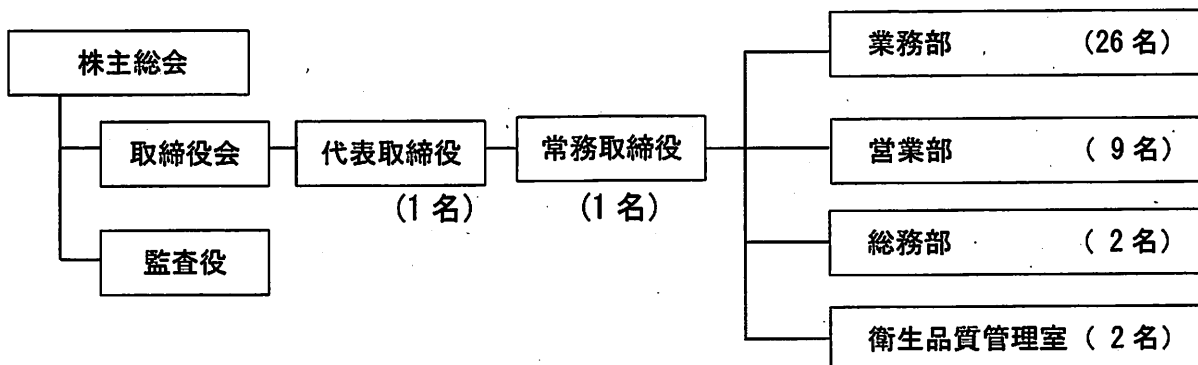 株主総会
取締役会
代表取締役
(1名)
常務取締役
(1名)
監査役
業務部 (26名)
営業部 ( 9名)
総務部 ( 2名)
衛生品質管理室 ( 2名)